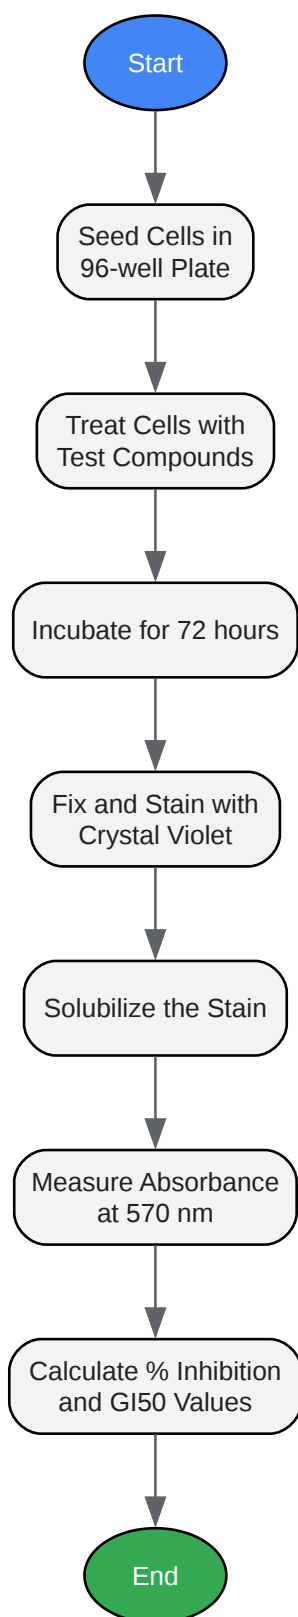 Start
Seed Cells in
96-well Plate
Treat Cells with
Test Compounds
Incubate for 72 hours
Fix and Stain with
Crystal Violet
Solubilize the Stain
Measure Absorbance
at 570 nm
Calculate % Inhibition
and GI50 Values
End